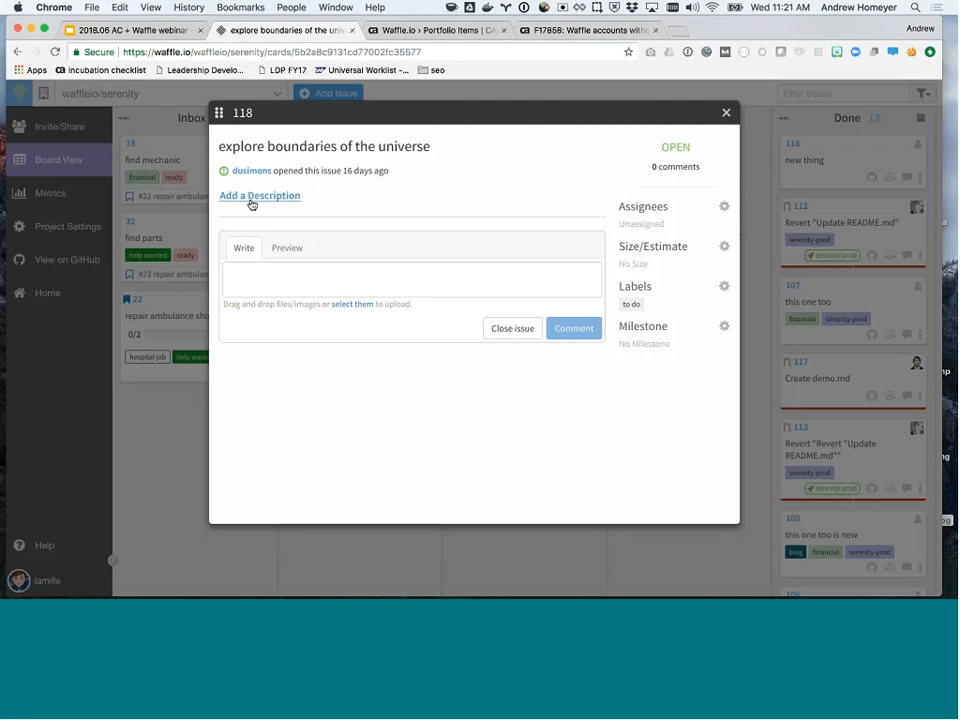 Chrome File Edit View History Bookmarks People Window Help Wed 11:21 AM Andrew Homeyer
2018.06 AC + Waffle webinar
explore boundaries of the univ
Waffle.io › Portfolio Items | CA
F17858: Waffle accounts witho
Andrew
Secure https://waffle.io/waffleio/serenity/cards/5b2a8c9131cd77002fc35577
Apps incubation checklist Leadership Develo... LDP FY17 Universal Worklist -... seo
waffleio/serenity Add Issue Filter Board
Invite/Share
Board View
Metrics
Project Settings
View on GitHub
Home
Help
lamille
Inbox
18
find mechanic
financial ready
#22 repair ambulan
32
find parts
help wanted ready
#22 repair ambulan
22
repair ambulance shu
0/2
hospital job help want
118
explore boundaries of the universe
dusimons opened this issue 16 days ago
Add a Description
Write Preview
Drag and drop files/images or select them to upload.
Close issue Comment
OPEN
0 comments
Assignees
Unassigned
Size/Estimate
No Size
Labels
to do
Milestone
No Milestone
Done 13
116
new thing
112
Revert "Update README.md"
serenity-prod
serenity-prod
107
this one too
financial serenity-prod
117
Create demo.md
113
Revert "Revert "Update
README.md""
serenity-prod
serenity-prod
108
this one too is new
blog financial serenity-prod